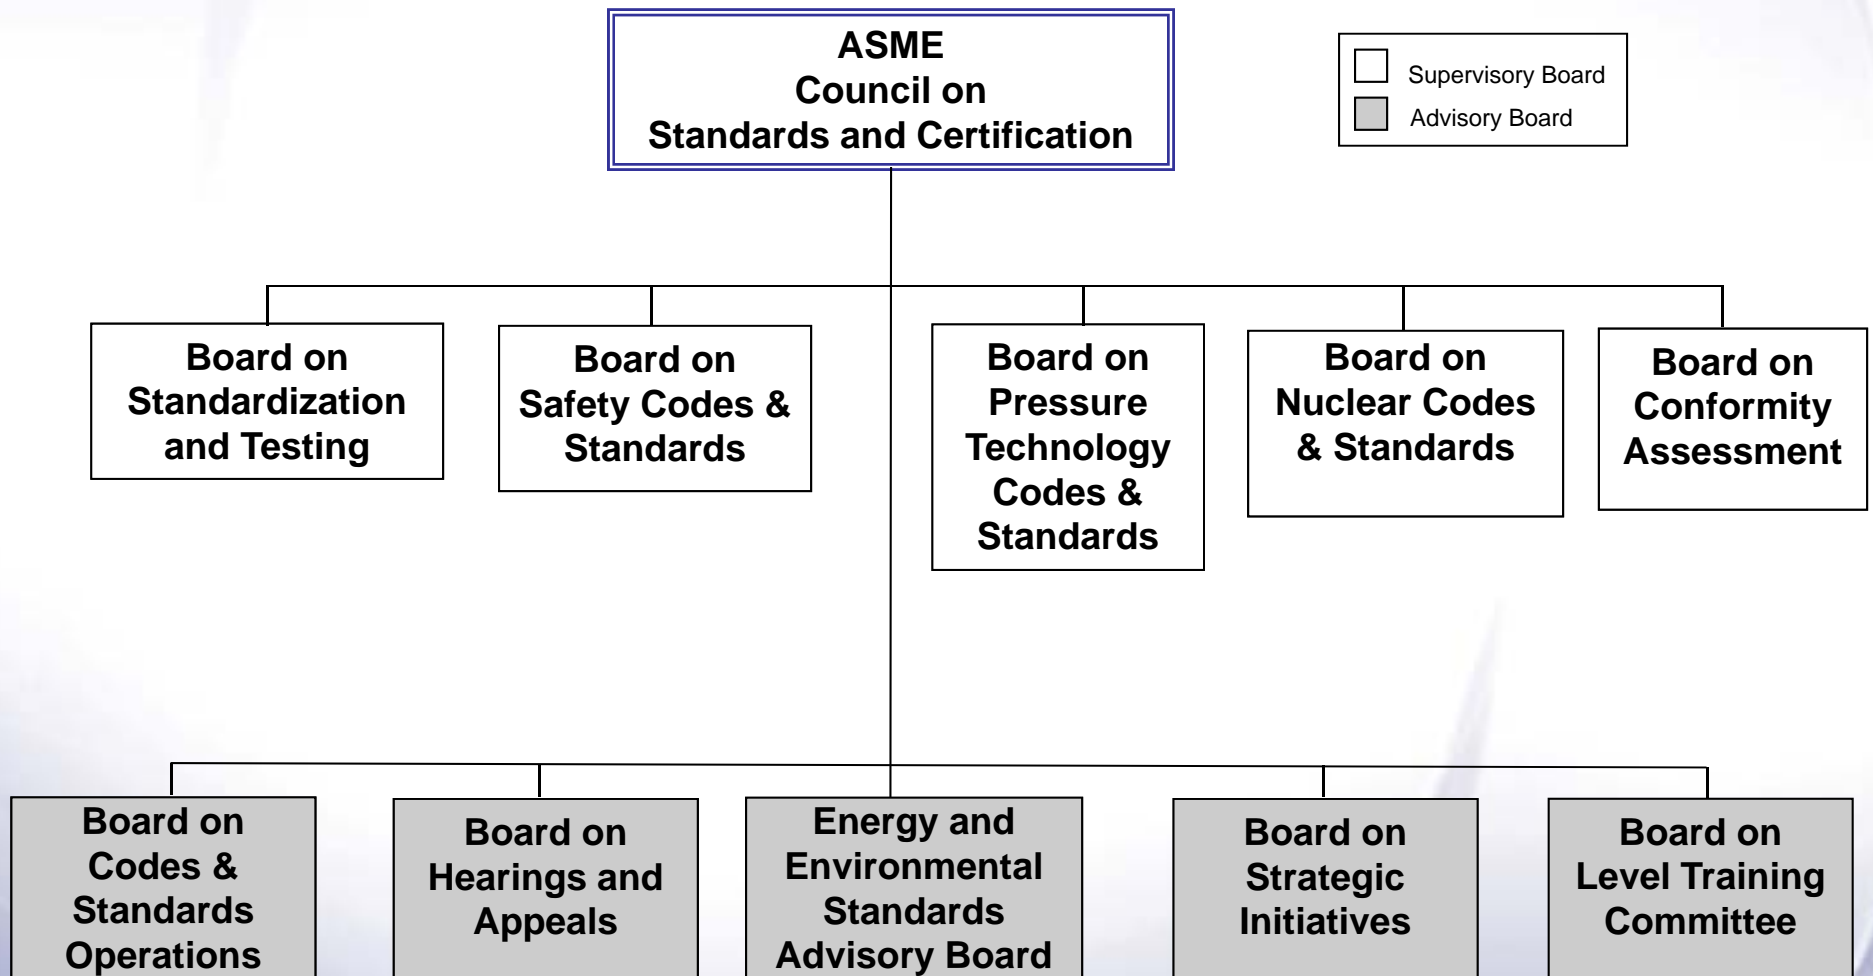 ASME
Council on
Standards and Certification
Supervisory Board
Advisory Board
Board on
Standardization
and Testing
Board on
Safety Codes &
Standards
Board on
Pressure
Technology
Codes &
Standards
Board on
Nuclear Codes
& Standards
Board on
Conformity
Assessment
Board on
Codes &
Standards
Operations
Board on
Hearings and
Appeals
Energy and
Environmental
Standards
Advisory Board
Board on
Strategic
Initiatives
Board on
Level Training
Committee